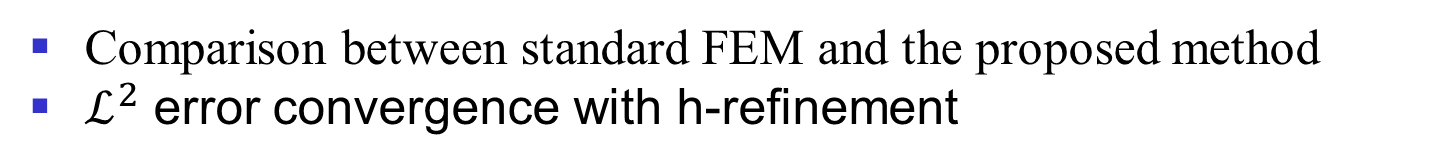 ▪ Comparison between standard FEM and the proposed method
▪ ℒ² error convergence with h-refinement